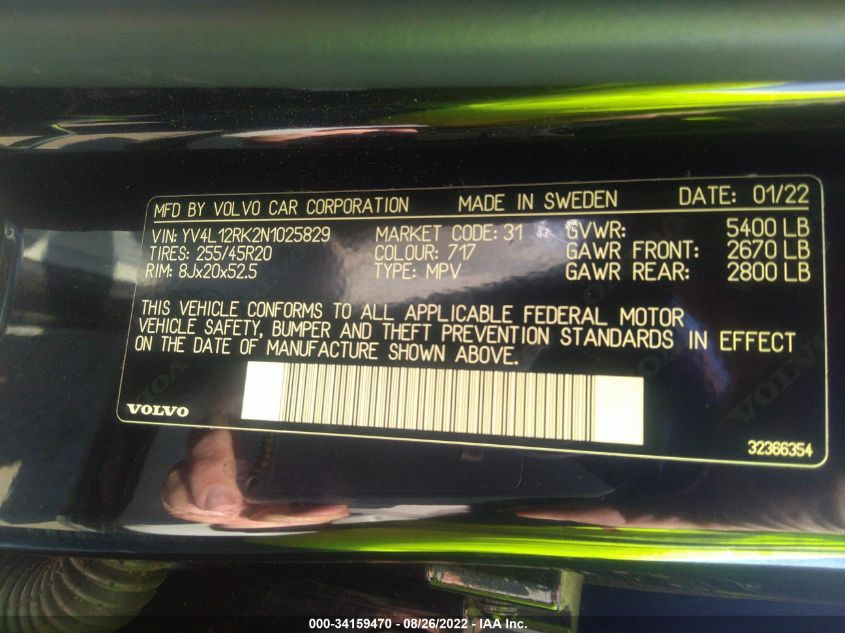 MFD BY VOLVO CAR CORPORATION MADE IN SWEDEN DATE: 01/22
VIN: YV4L12RK2N1025829 MARKET CODE: 31 GVWR: 5400 LB
TIRES: 255/45R20 COLOUR: 717 GAWR FRONT: 2670 LB
RIM: 8Jx20x52.5 TYPE: MPV GAWR REAR: 2800 LB
THIS VEHICLE CONFORMS TO ALL APPLICABLE FEDERAL MOTOR
VEHICLE SAFETY, BUMPER AND THEFT PREVENTION STANDARDS IN EFFECT
ON THE DATE OF MANUFACTURE SHOWN ABOVE.
VOLVO
32366354
000-34159470 - 08/26/2022 - IAA Inc.